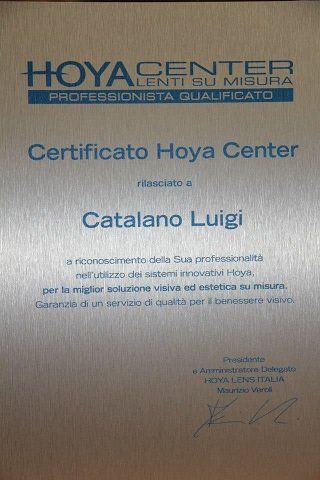 HOYA CENTER
LENTI SU MISURA
PROFESSIONISTA QUALIFICATO
Certificato Hoya Center
rilasciato a
Catalano Luigi
a riconoscimento della Sua professionalità
nell'utilizzo dei sistemi innovativi Hoya,
per la miglior soluzione visiva ed estetica su misura.
Garanzia di un servizio di qualità per il benessere visivo.
Presidente
e Amministratore Delegato
HOYA LENS ITALIA
Maurizio Veroli